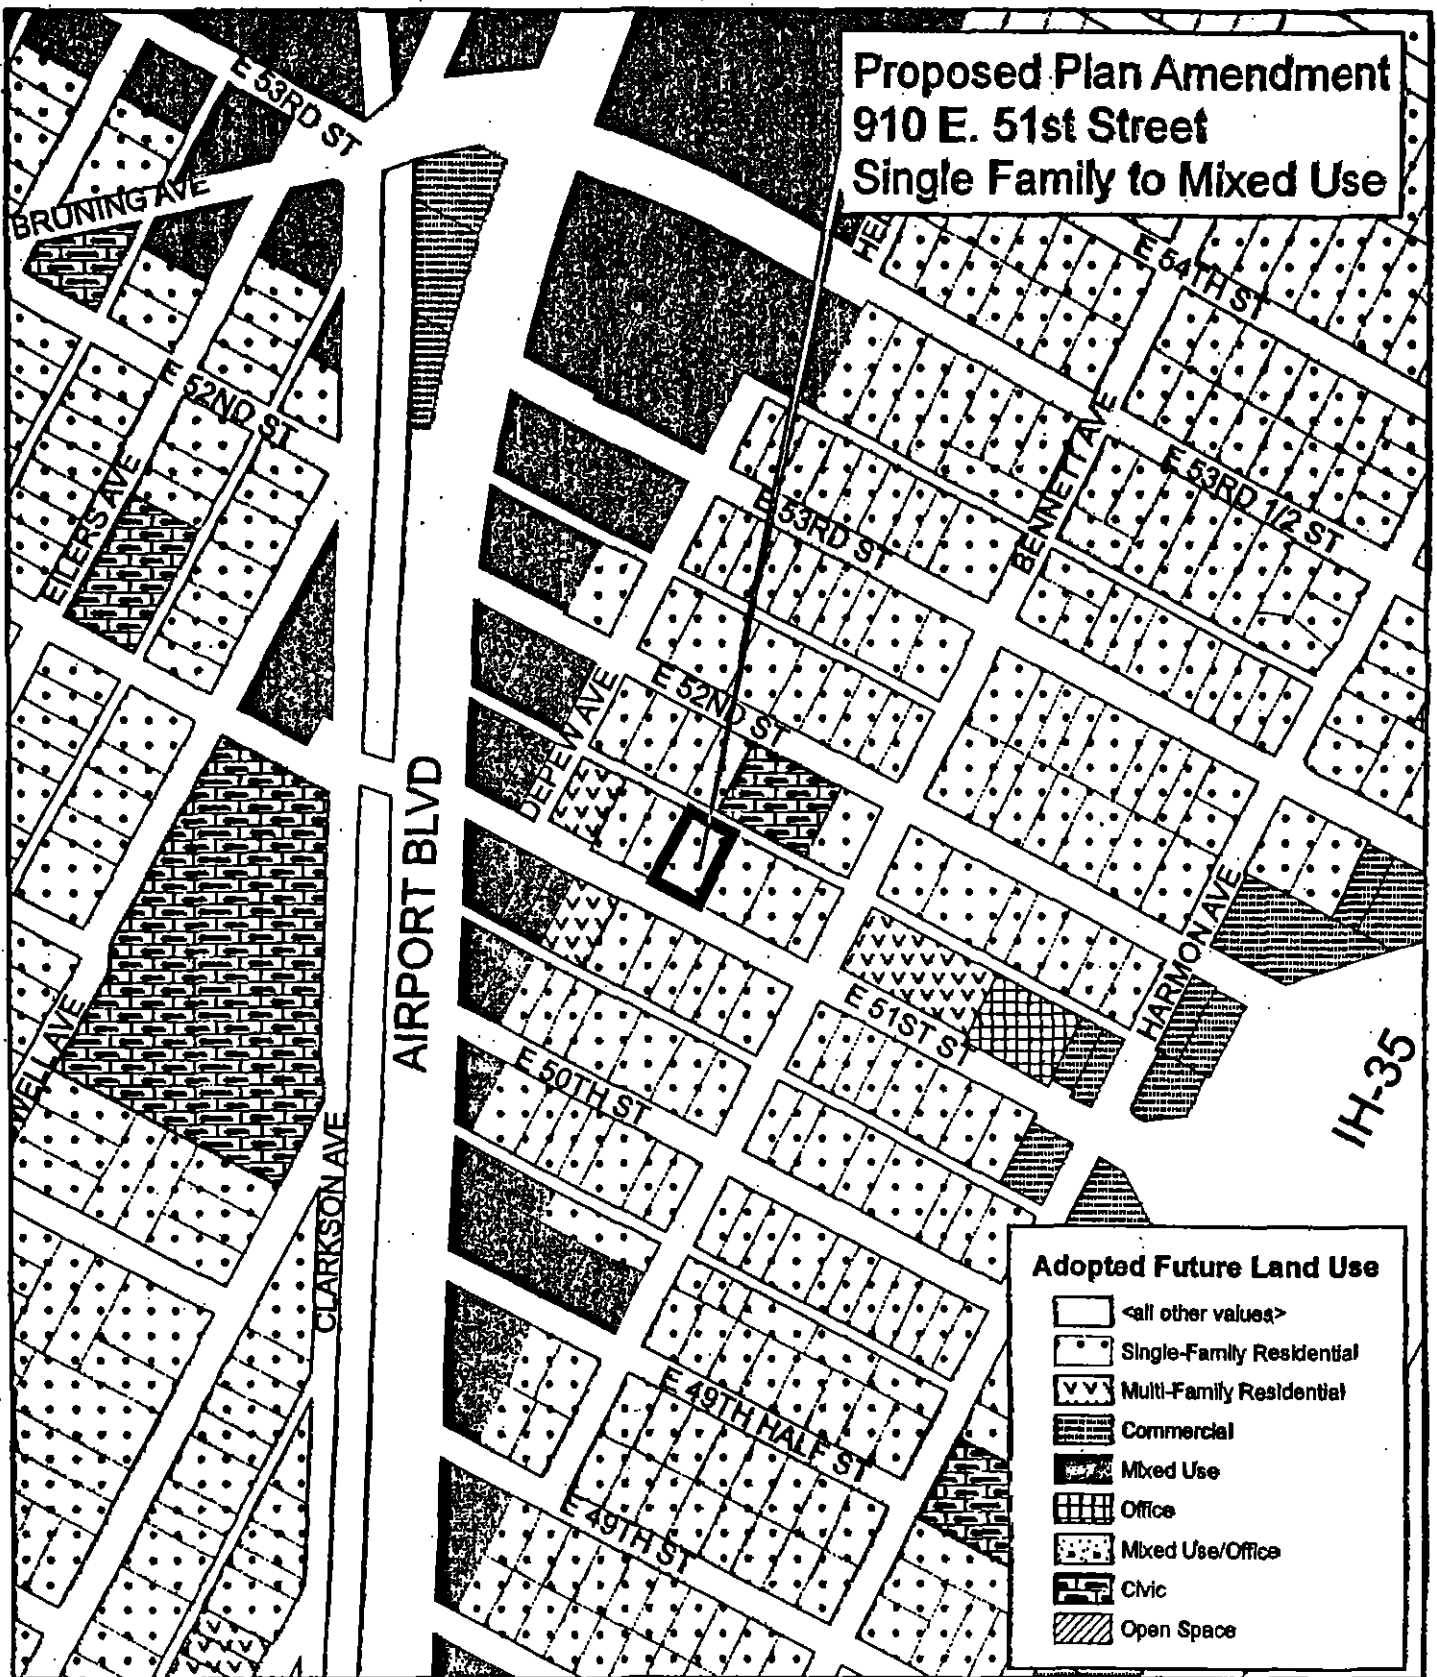 Proposed Plan Amendment
910 E. 51st Street
Single Family to Mixed Use
E 53RD ST
BRUNING AVE
E 54TH ST
E 52ND ST
EILERS AVE
BENNETT AVE
E 53RD 1/2 ST
E 53RD ST
E 52ND ST
DEPEW AVE
AIRPORT BLVD
HARMON AVE
E 51ST ST
IH-35
E 50TH ST
CLARKSON AVE
E 49TH HALF ST
E 49TH ST
Adopted Future Land Use
<all other values>
Single-Family Residential
Multi-Family Residential
Commercial
Mixed Use
Office
Mixed Use/Office
Civic
Open Space